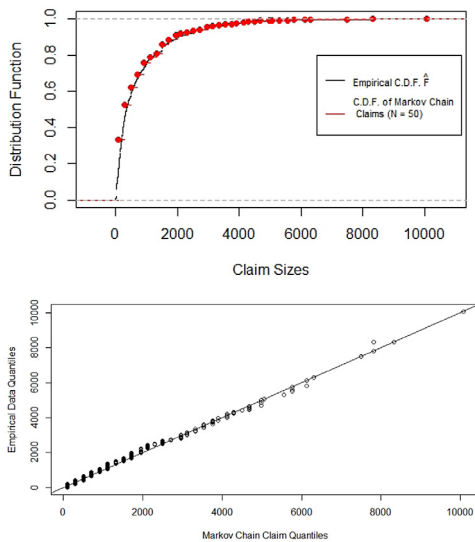 Distribution Function
1.0
0.8
0.6
0.4
0.2
0.0
Empirical C.D.F. F̂
C.D.F. of Markov Chain
Claims (N = 50)
0 2000 4000 6000 8000 10000
Claim Sizes
Empirical Data Quantiles
10000
8000
6000
4000
2000
0
0 2000 4000 6000 8000 10000
Markov Chain Claim Quantiles